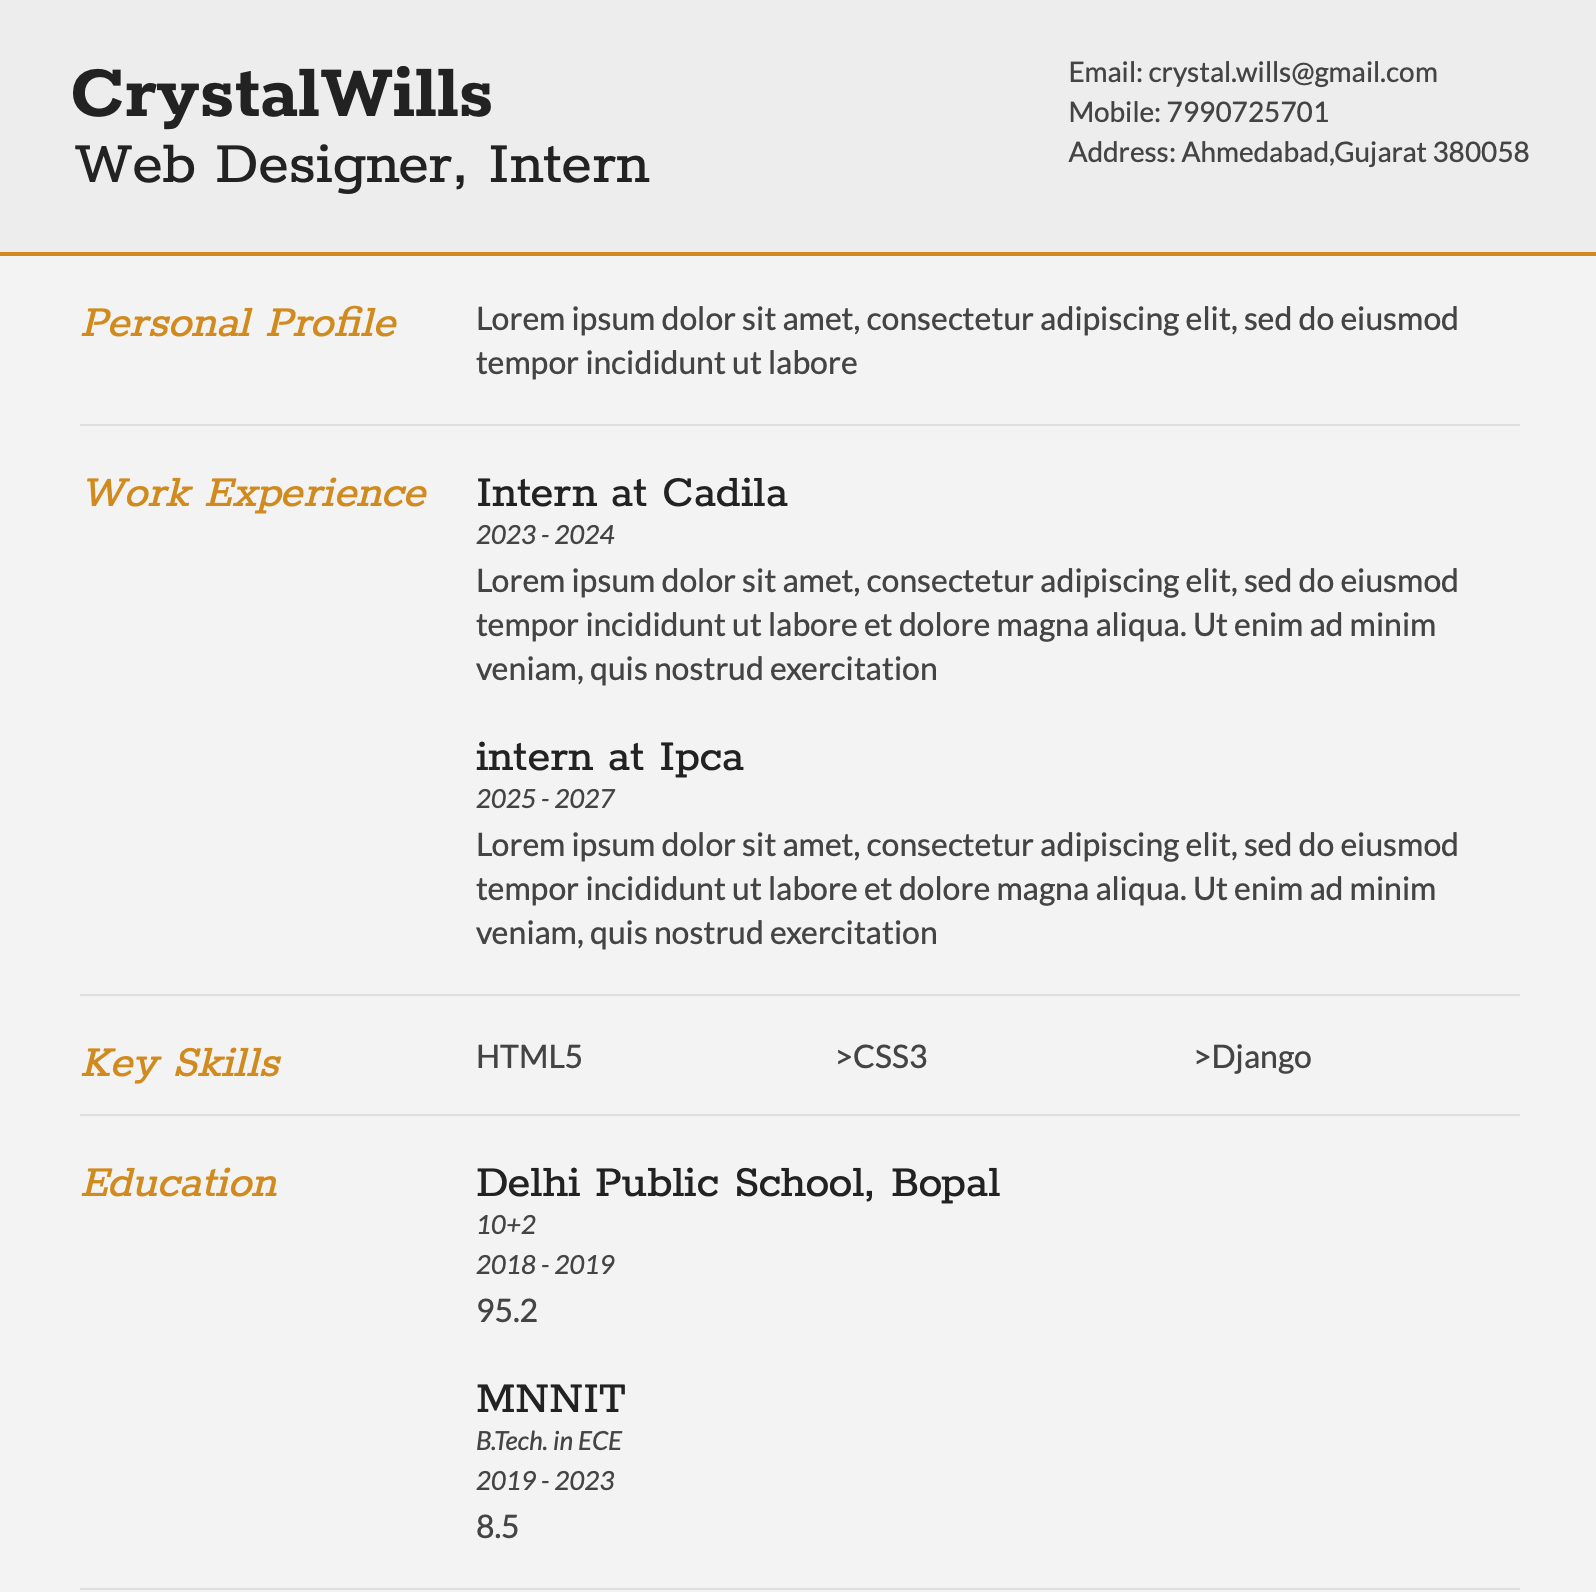 CrystalWills
Web Designer, Intern
Email: crystal.wills@gmail.com
Mobile: 7990725701
Address: Ahmedabad,Gujarat 380058
Personal Profile
Lorem ipsum dolor sit amet, consectetur adipiscing elit, sed do eiusmod
tempor incididunt ut labore
Work Experience
Intern at Cadila
2023 - 2024
Lorem ipsum dolor sit amet, consectetur adipiscing elit, sed do eiusmod
tempor incididunt ut labore et dolore magna aliqua. Ut enim ad minim
veniam, quis nostrud exercitation
intern at Ipca
2025 - 2027
Lorem ipsum dolor sit amet, consectetur adipiscing elit, sed do eiusmod
tempor incididunt ut labore et dolore magna aliqua. Ut enim ad minim
veniam, quis nostrud exercitation
Key Skills
HTML5 >CSS3 >Django
Education
Delhi Public School, Bopal
10+2
2018 - 2019
95.2
MNNIT
B.Tech. in ECE
2019 - 2023
8.5